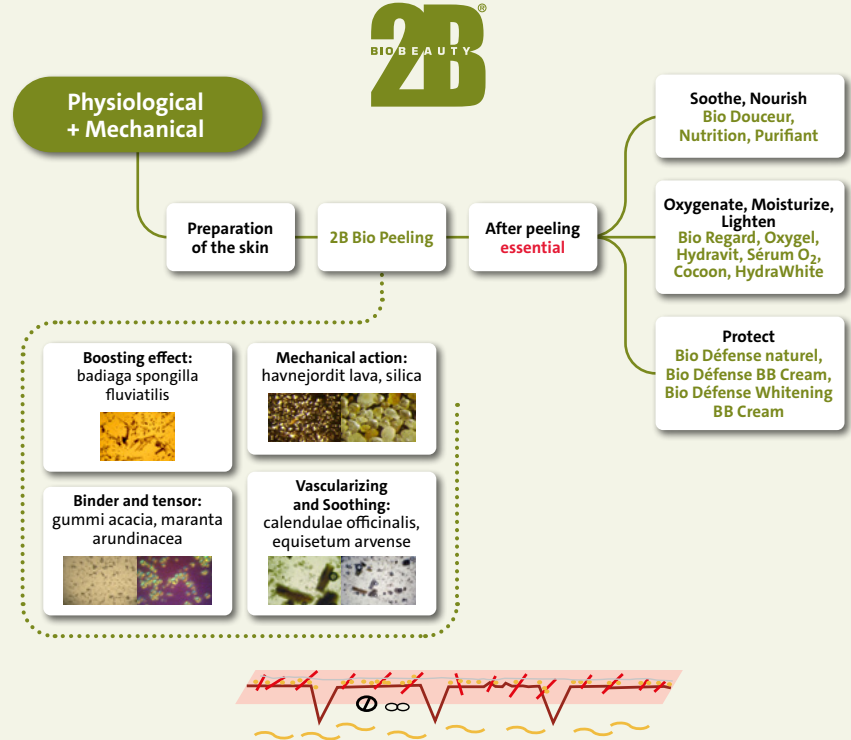 2B®
BIOBEAUTY
Physiological
+ Mechanical
Preparation
of the skin
2B Bio Peeling
After peeling
essential
Soothe, Nourish
Bio Douceur,
Nutrition, Purifiant
Oxygenate, Moisturize,
Lighten
Bio Regard, Oxygel,
Hydravit, Sérum O₂,
Cocoon, HydraWhite
Protect
Bio Défense naturel,
Bio Défense BB Cream,
Bio Défense Whitening
BB Cream
Boosting effect:
badiaga spongilla
fluviatilis
Mechanical action:
havnejordit lava, silica
Binder and tensor:
gummi acacia, maranta
arundinacea
Vascularizing
and Soothing:
calendulae officinalis,
equisetum arvense